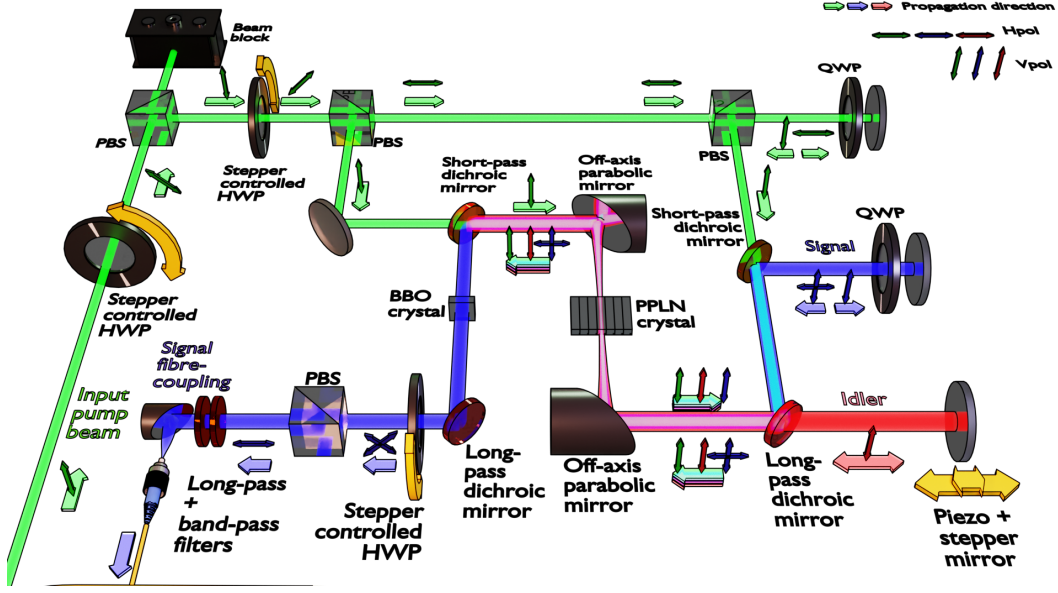 Propagation direction
Hpol
Vpol
Beam
block
PBS
Stepper
controlled
HWP
PBS
PBS
QWP
Short-pass
dichroic
mirror
Off-axis
parabolic
mirror
Short-pass
dichroic
mirror
QWP
Signal
Stepper
controlled
HWP
BBO
crystal
PPLN
crystal
Signal
fibre-
coupling
PBS
Input
pump
beam
Idler
Long-pass
+
band-pass
filters
Stepper
controlled
HWP
Long-
pass
dichroic
mirror
Off-axis
parabolic
mirror
Long-
pass
dichroic
mirror
Piezo +
stepper
mirror